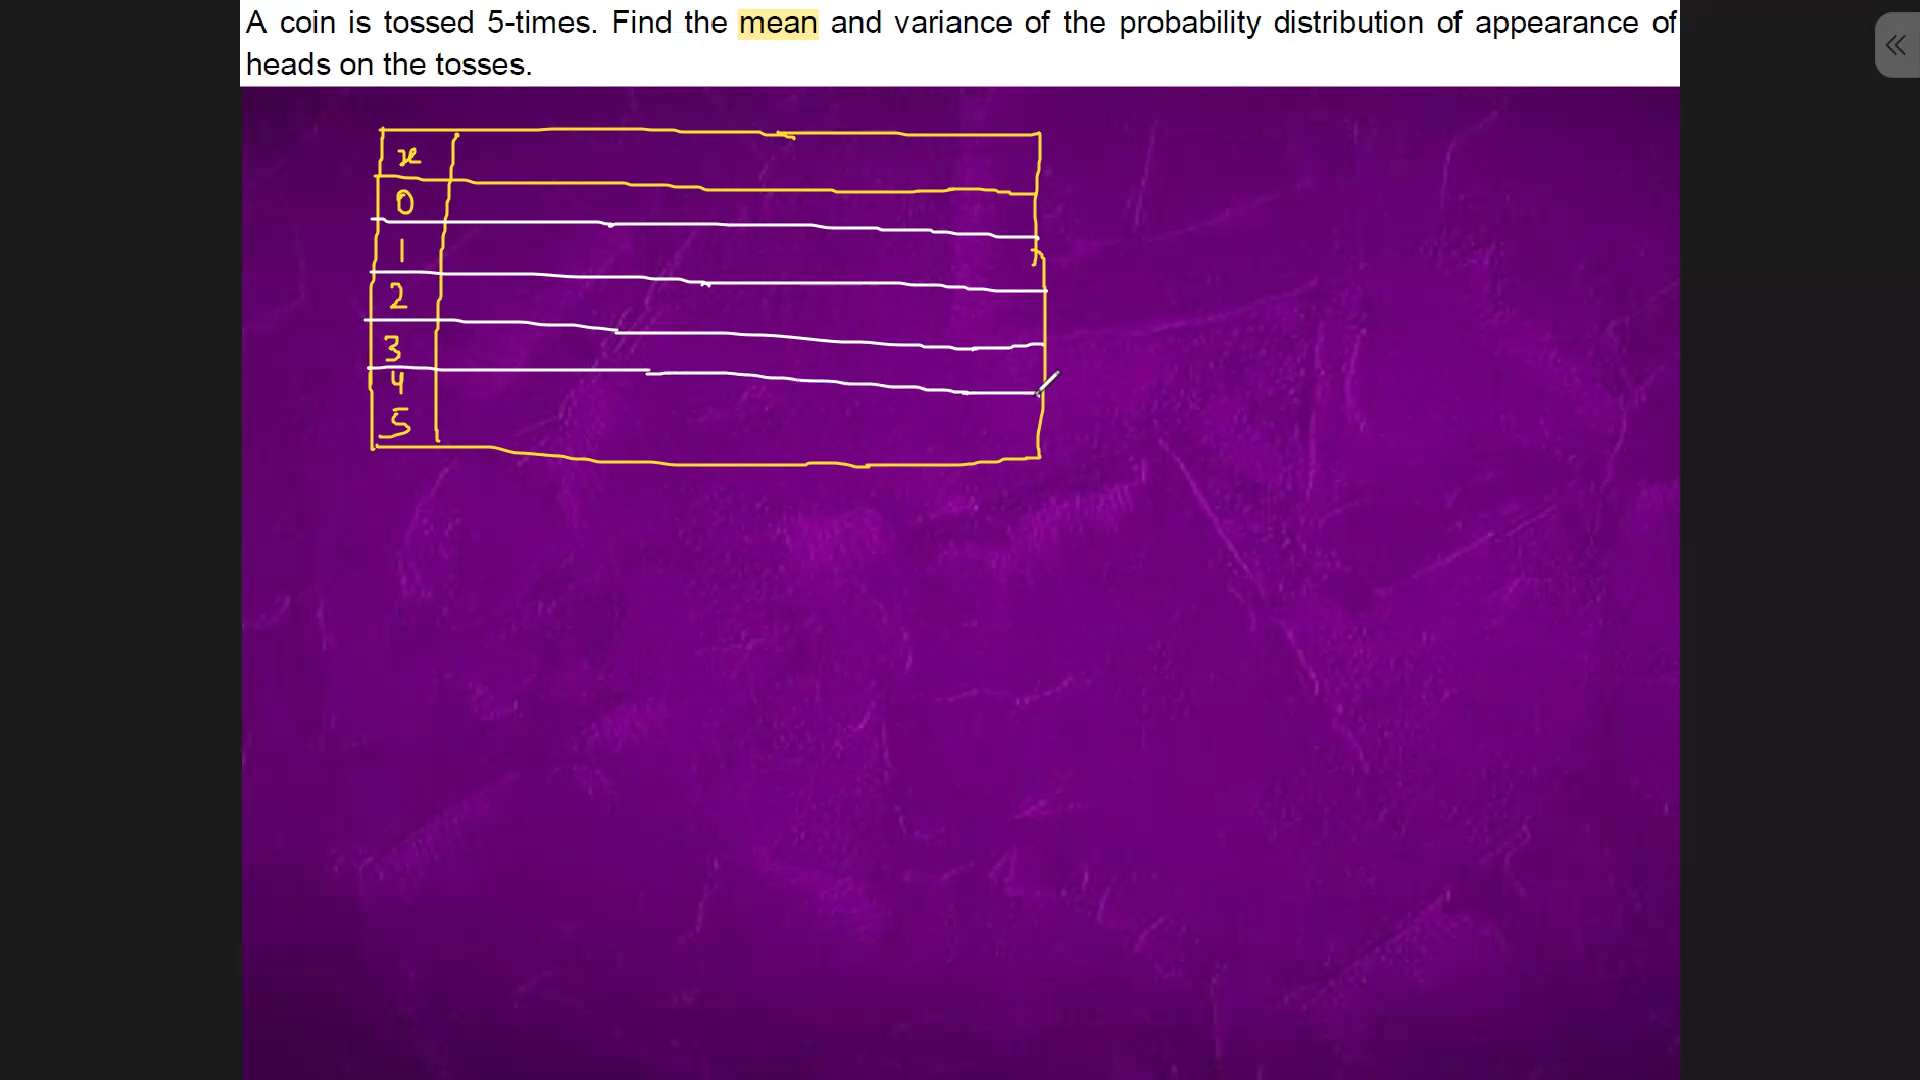 A coin is tossed 5-times. Find the mean and variance of the probability distribution of appearance of
heads on the tosses.
x
0
1
2
3
4
5